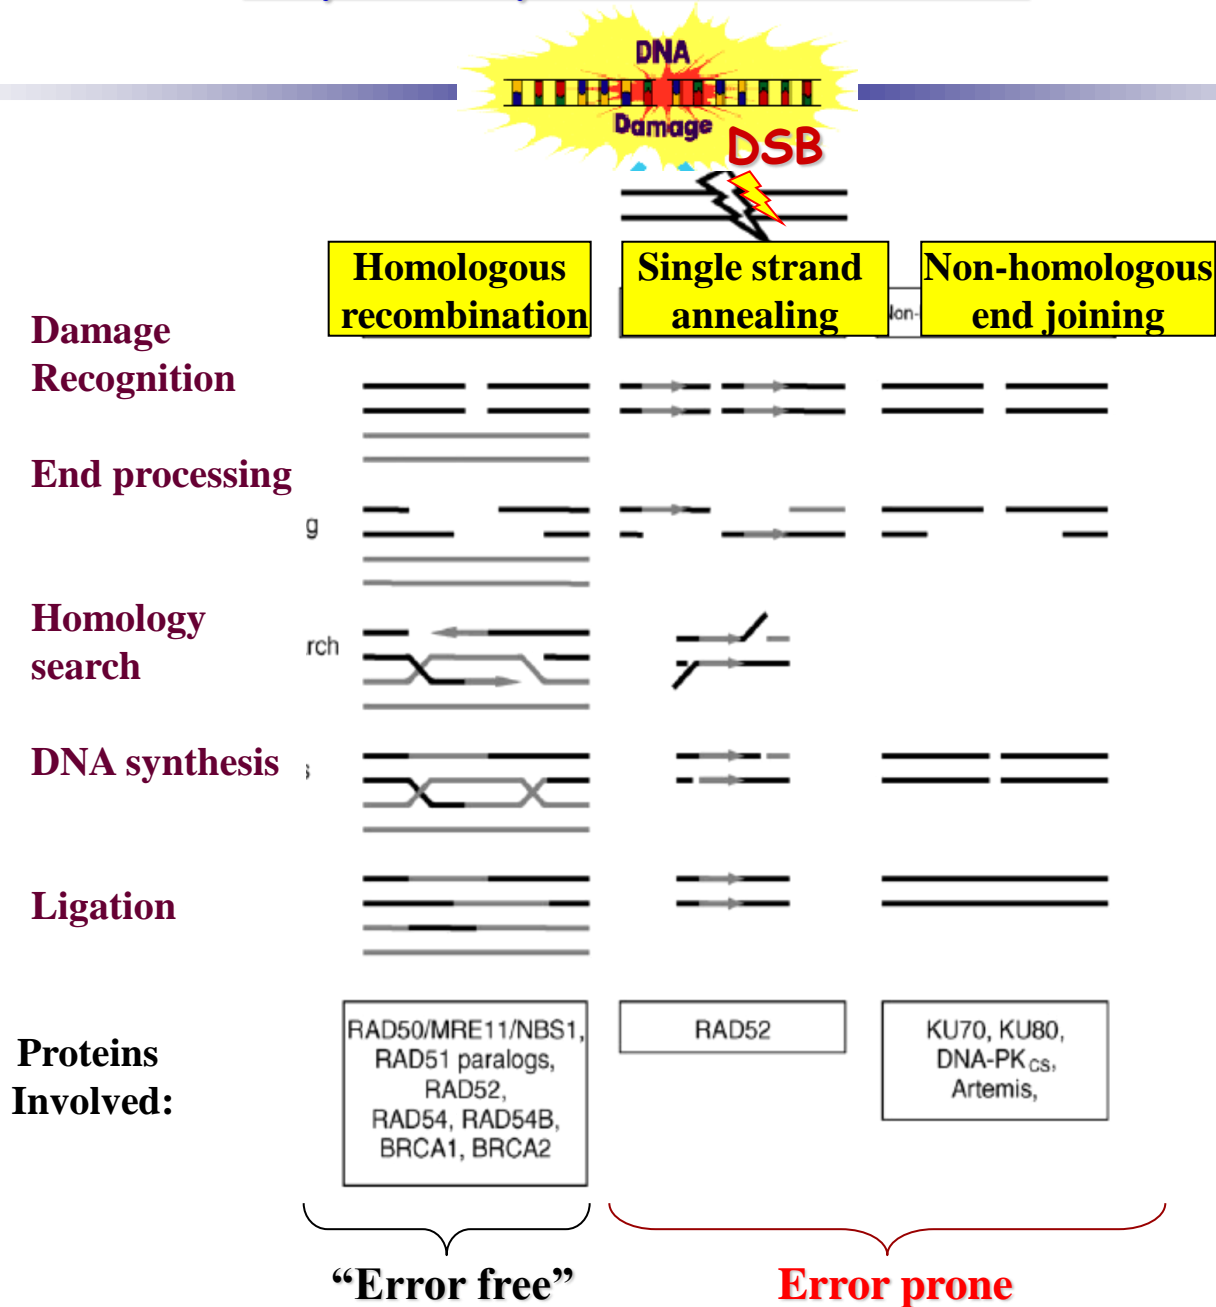 DNA
Damage
DSB
Homologous
recombination
Single strand
annealing
Non-homologous
end joining
Non-
Damage
Recognition
End processing
g
Homology
search
rch
DNA synthesis
s
Ligation
Proteins
Involved:
RAD50/MRE11/NBS1,
RAD51 paralogs,
RAD52,
RAD54, RAD54B,
BRCA1, BRCA2
RAD52
KU70, KU80,
DNA-PKCS,
Artemis,
“Error free”
Error prone